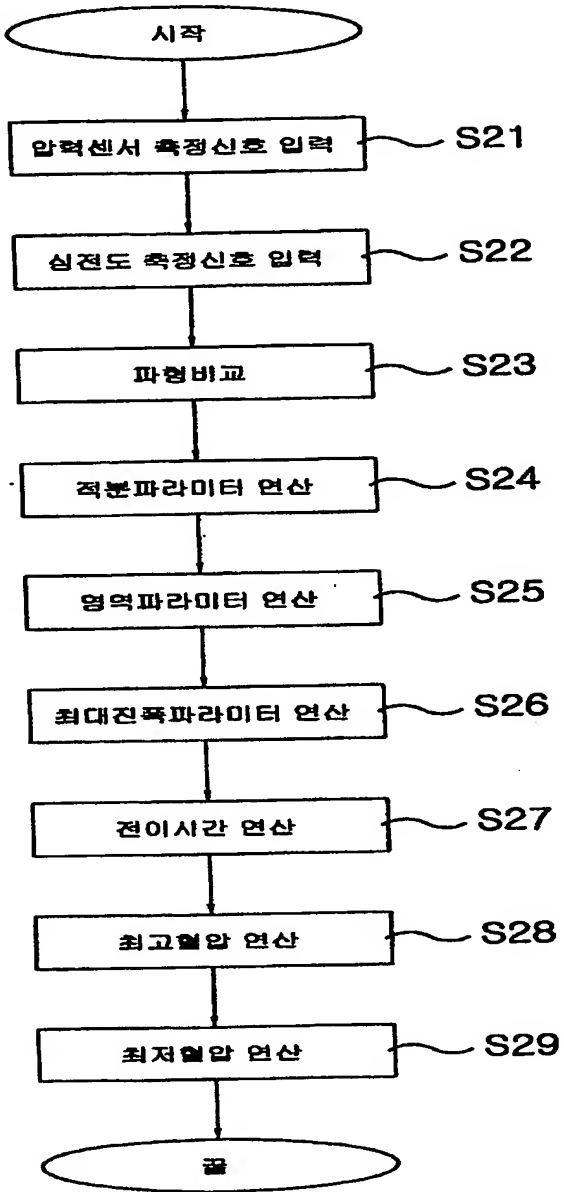 시작
압력센서 측정신호 입력 S21
심전도 측정신호 입력 S22
파형비교 S23
적분파라미터 연산 S24
영역파라미터 연산 S25
최대진폭파라미터 연산 S26
전이시간 연산 S27
최고혈압 연산 S28
최저혈압 연산 S29
끝